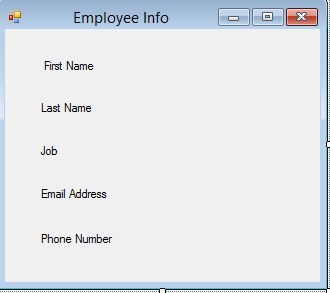 Employee Info
First Name
Last Name
Job
Email Address
Phone Number